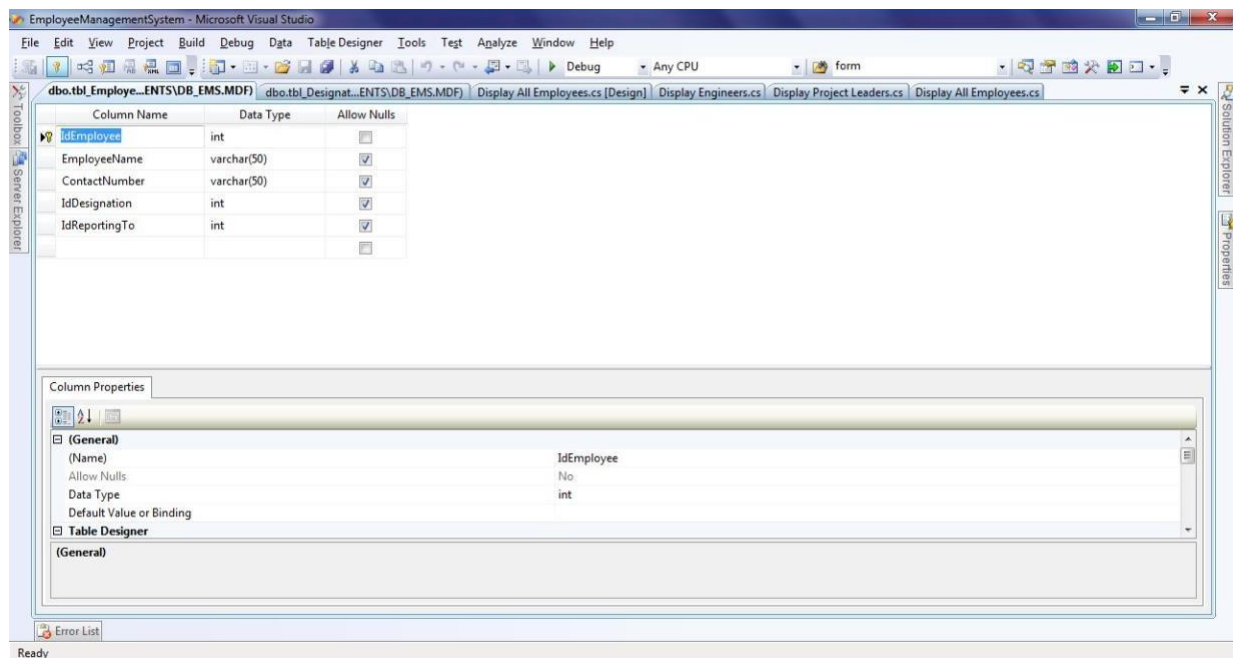 EmployeeManagementSystem - Microsoft Visual Studio
File Edit View Project Build Debug Data Table Designer Tools Test Analyze Window Help
Debug Any CPU form
dbo.tbl_Employe...ENTS\DB_EMS.MDF) dbo.tbl_Designat...ENTS\DB_EMS.MDF) Display All Employees.cs [Design] Display Engineers.cs Display Project Leaders.cs Display All Employees.cs
Toolbox
Server Explorer
Column Name Data Type Allow Nulls
IdEmployee int
EmployeeName varchar(50)
ContactNumber varchar(50)
IdDesignation int
IdReportingTo int
Solution Explorer
Properties
Column Properties
(General)
(Name) IdEmployee
Allow Nulls No
Data Type int
Default Value or Binding
Table Designer
(General)
Error List
Ready